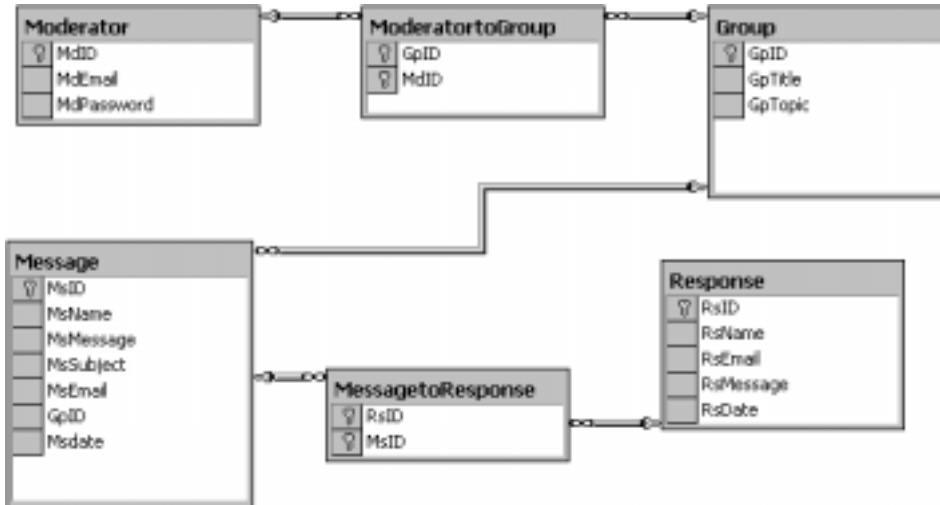 Moderator
MdID
MdEmail
MdPassword
ModeratortoGroup
GpID
MdID
Group
GpID
GpTitle
GpTopic
Message
MsID
MsName
MsMessage
MsSubject
MsEmail
GpID
Msdate
MessagetoResponse
RsID
MsID
Response
RsID
RsName
RsEmail
RsMessage
RsDate